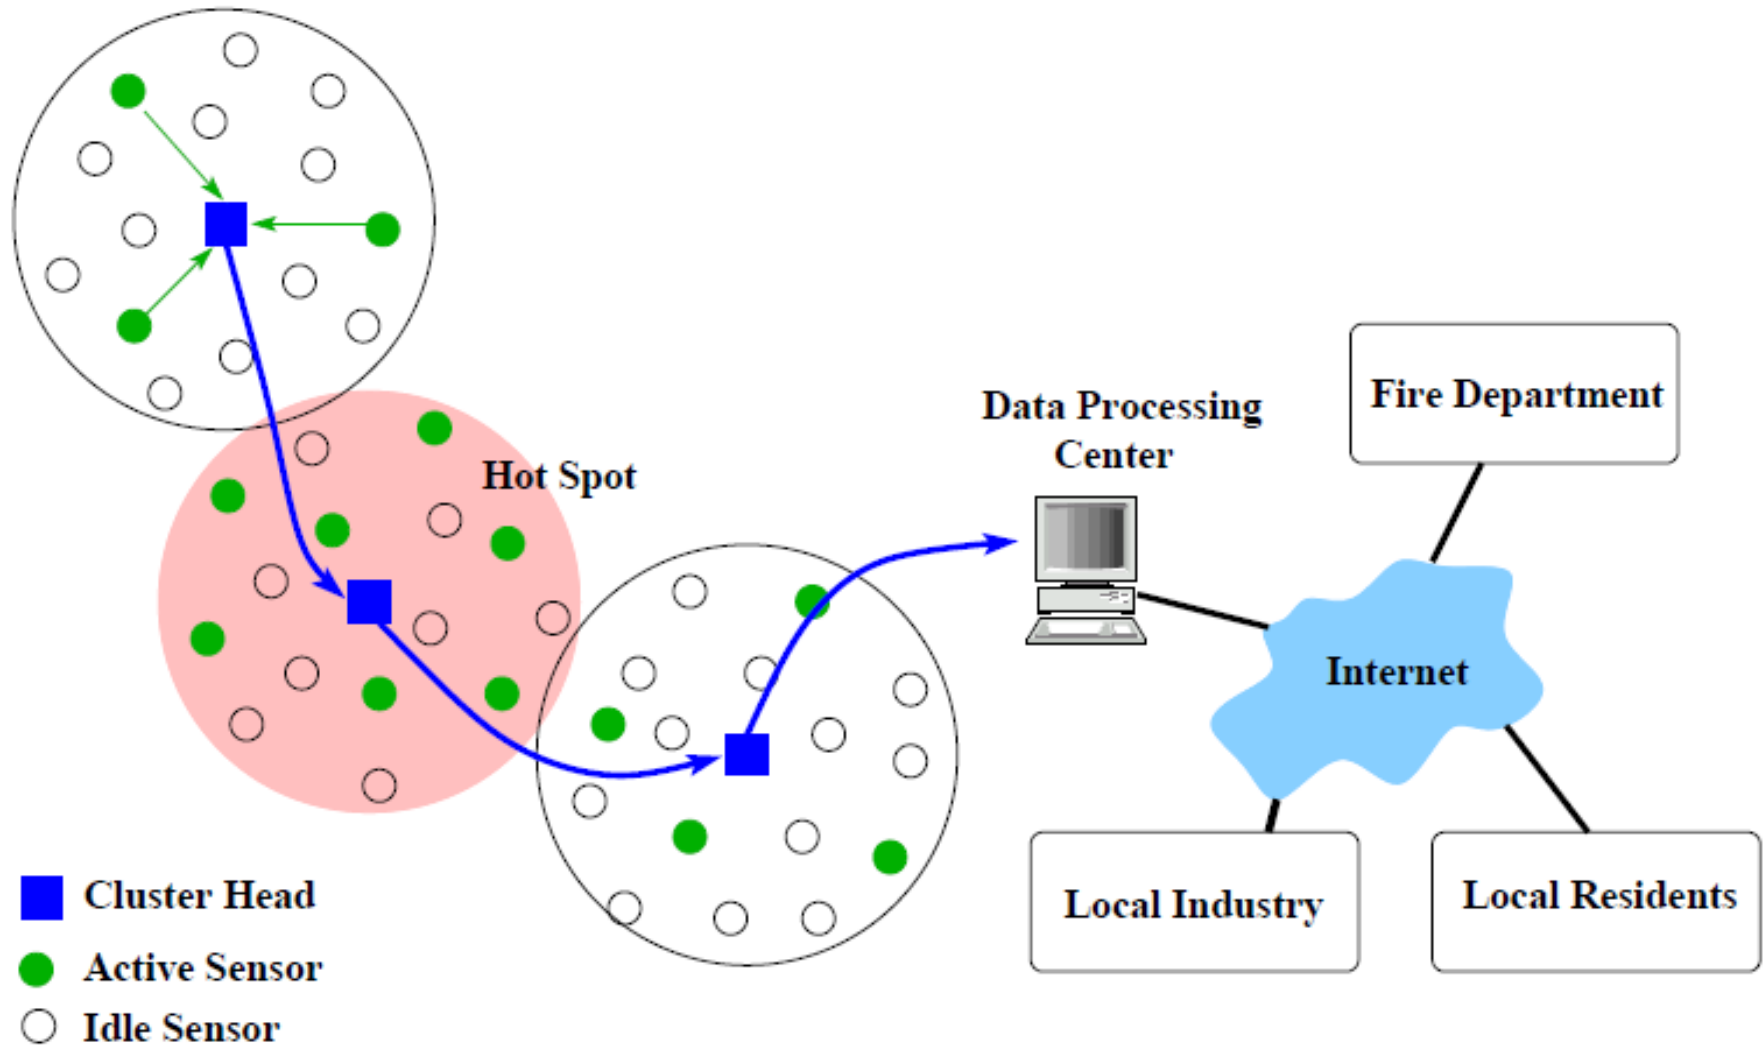 Hot Spot
Data Processing
Center
Fire Department
Internet
Local Industry
Local Residents
Cluster Head
Active Sensor
Idle Sensor